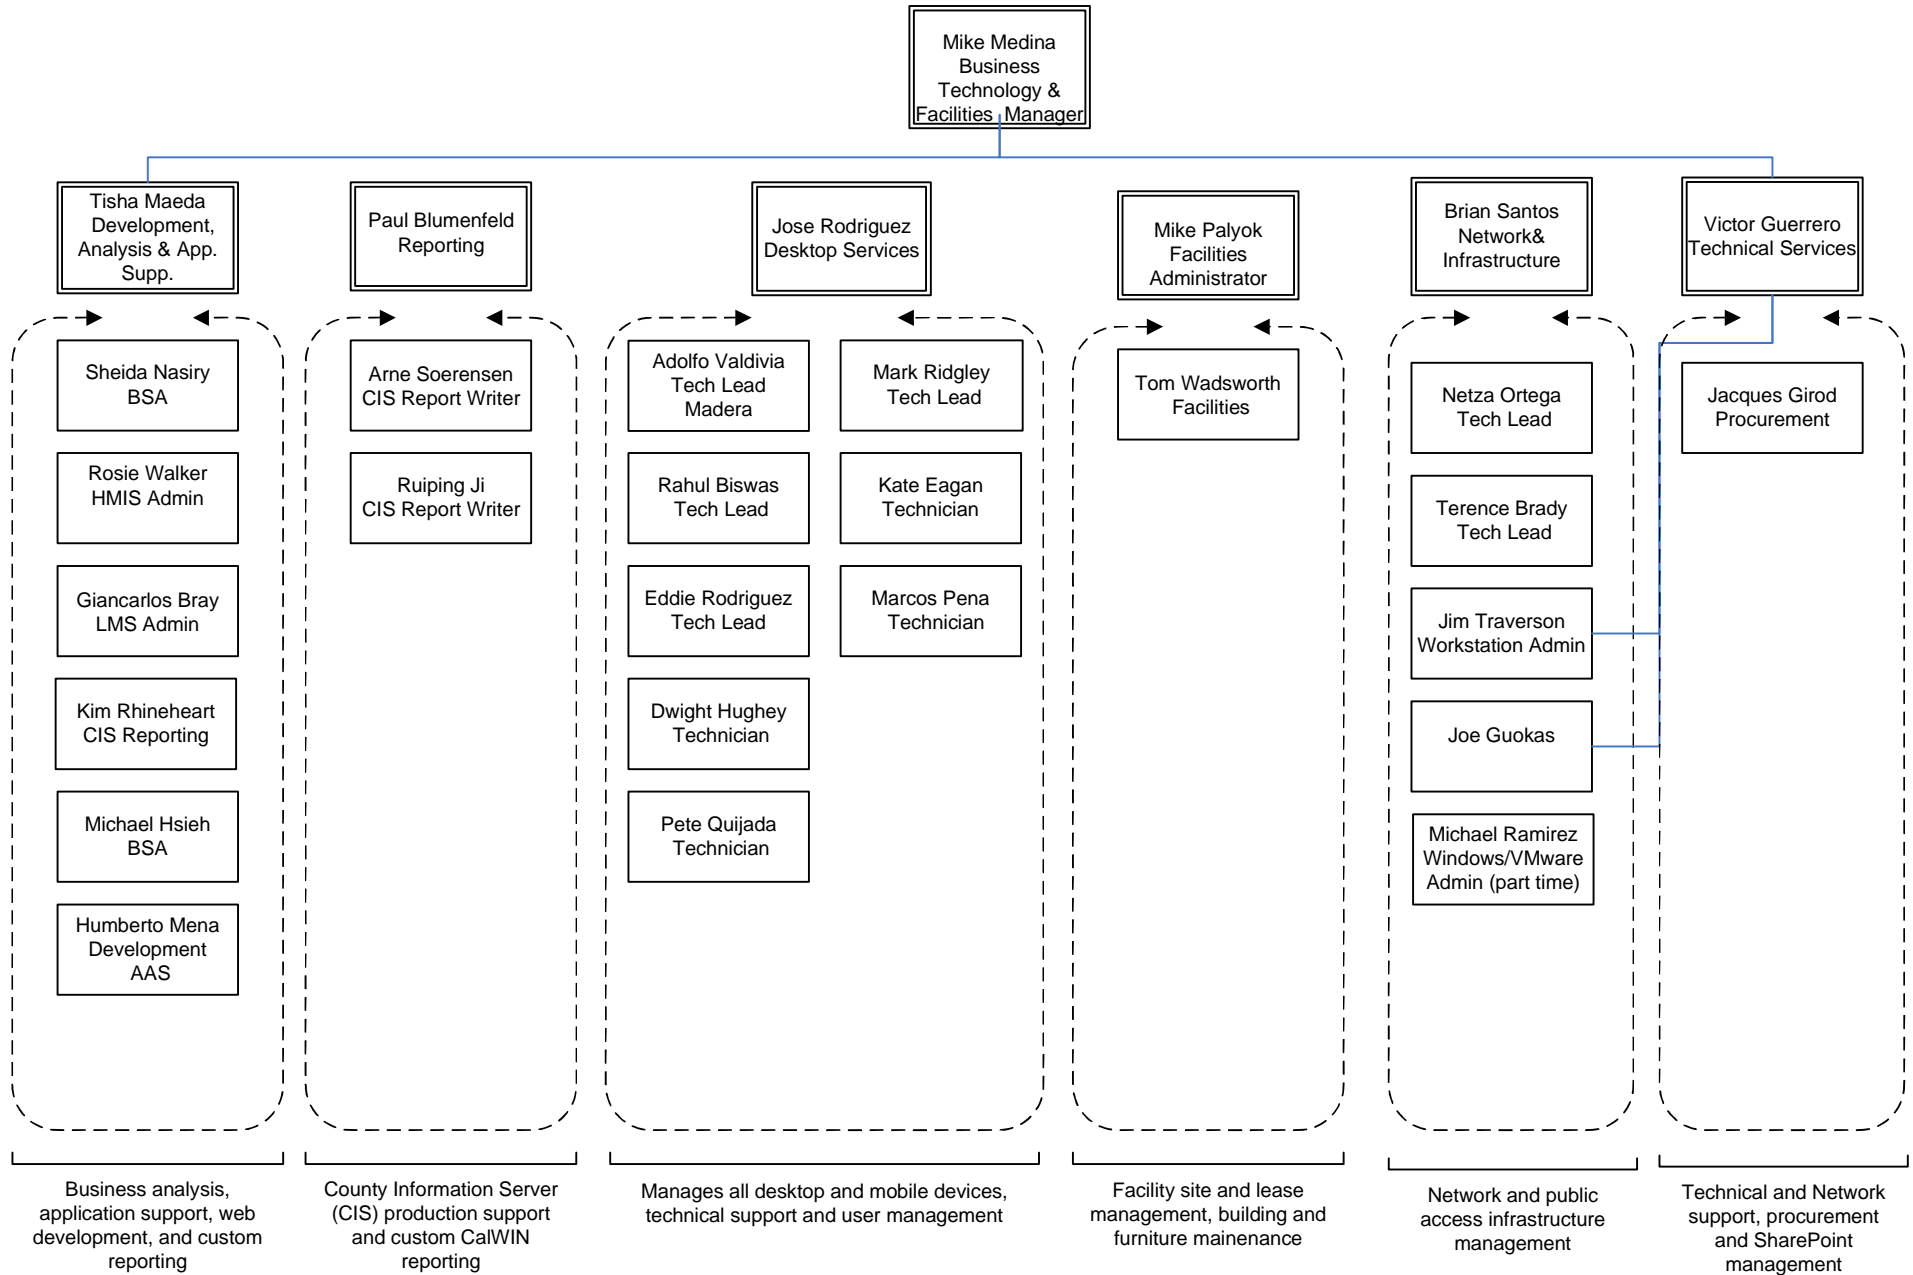 Mike Medina
Business
Technology &
Facilities  Manager
Tisha Maeda
Development,
Analysis & App.
Supp.
Paul Blumenfeld
Reporting
Jose Rodriguez
Desktop Services
Mike Palyok
Facilities
Administrator
Brian Santos
Network&
Infrastructure
Victor Guerrero
Technical Services
Sheida Nasiry
BSA
Rosie Walker
HMIS Admin
Giancarlos Bray
LMS Admin
Kim Rhineheart
CIS Reporting
Michael Hsieh
BSA
Humberto Mena
Development
AAS
Arne Soerensen
CIS Report Writer
Ruiping Ji
CIS Report Writer
Adolfo Valdivia
Tech Lead
Madera
Rahul Biswas
Tech Lead
Eddie Rodriguez
Tech Lead
Dwight Hughey
Technician
Pete Quijada
Technician
Mark Ridgley
Tech Lead
Kate Eagan
Technician
Marcos Pena
Technician
Tom Wadsworth
Facilities
Netza Ortega
Tech Lead
Terence Brady
Tech Lead
Jim Traverson
Workstation Admin
Joe Guokas
Michael Ramirez
Windows/VMware
Admin (part time)
Jacques Girod
Procurement
Business analysis,
application support, web
development, and custom
reporting
County Information Server
(CIS) production support
and custom CalWIN
reporting
Manages all desktop and mobile devices,
technical support and user management
Facility site and lease
management, building and
furniture mainenance
Network and public
access infrastructure
management
Technical and Network
support, procurement
and SharePoint
management